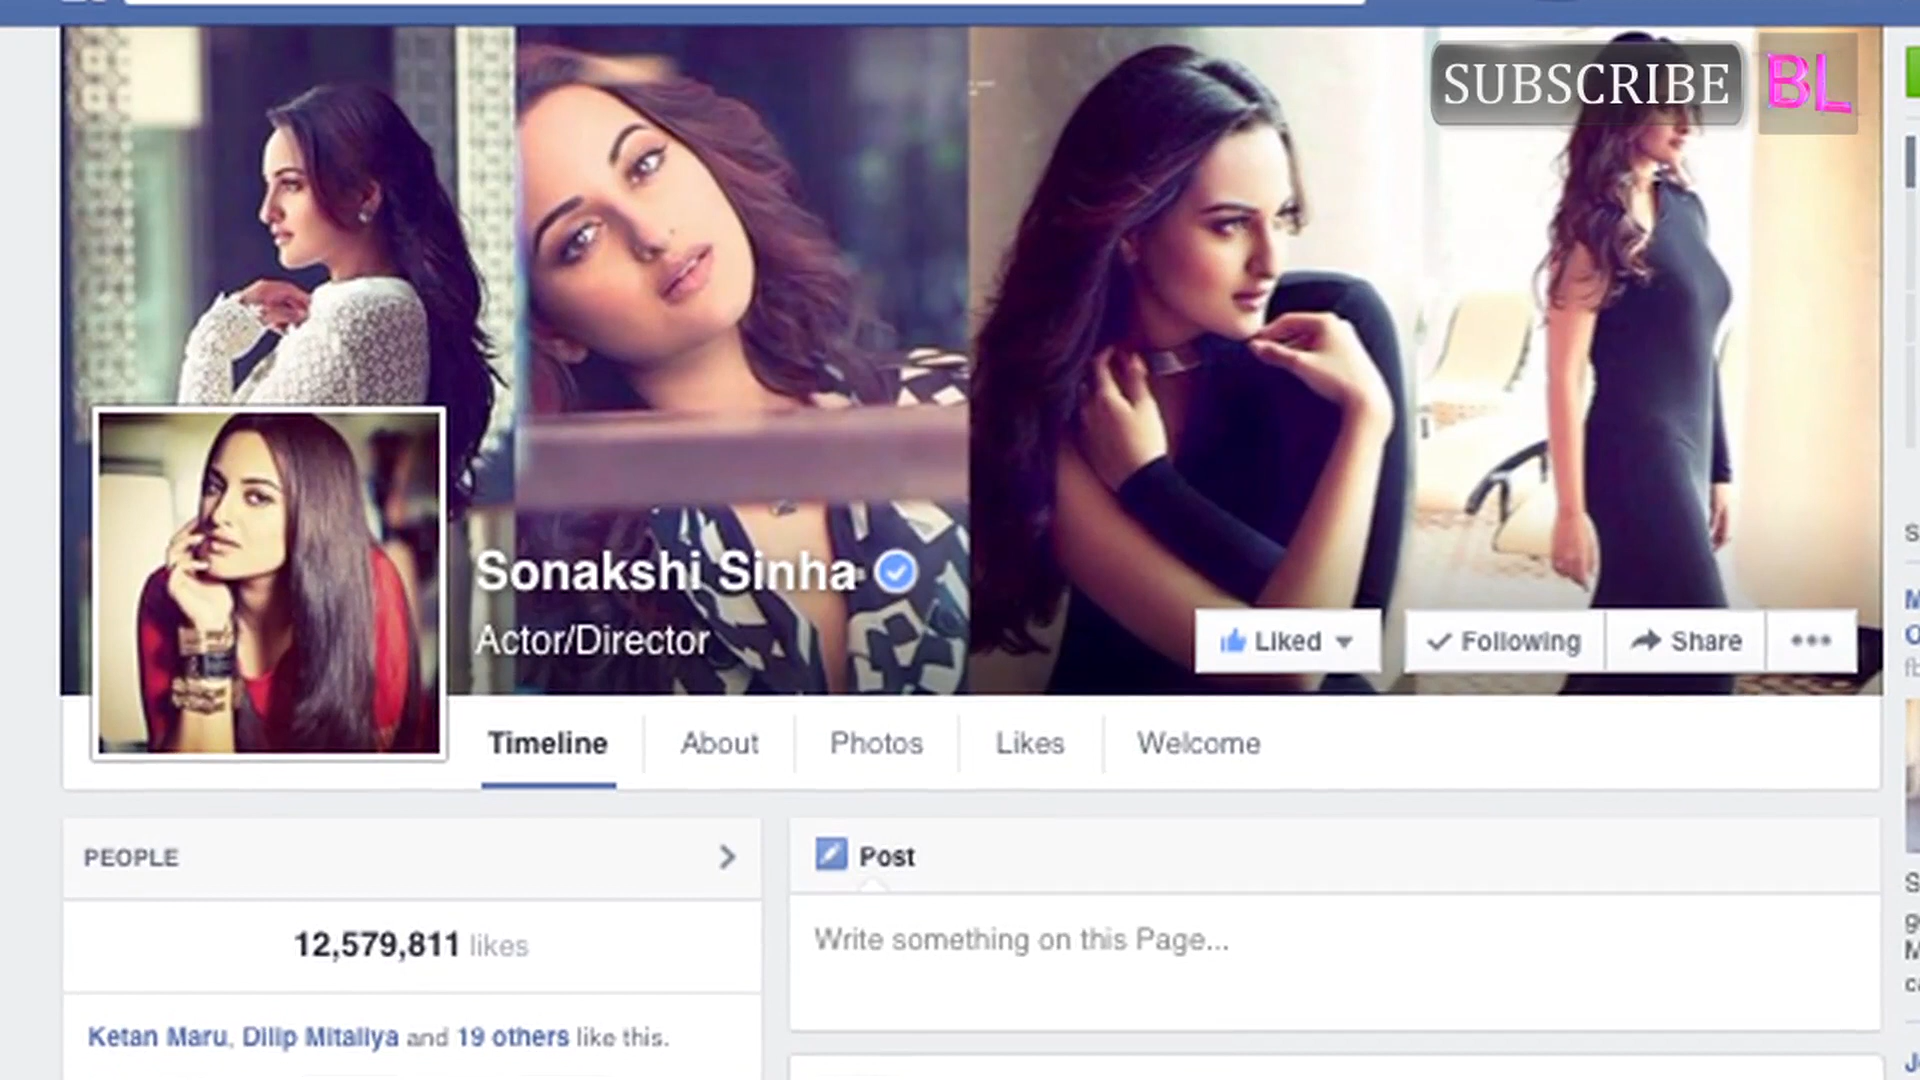 SUBSCRIBE BL
Sonakshi Sinha
Actor/Director
Liked Following Share
Timeline About Photos Likes Welcome
PEOPLE
Post
12,579,811 likes
Write something on this Page...
Ketan Maru, Dilip Mitaliya and 19 others like this.